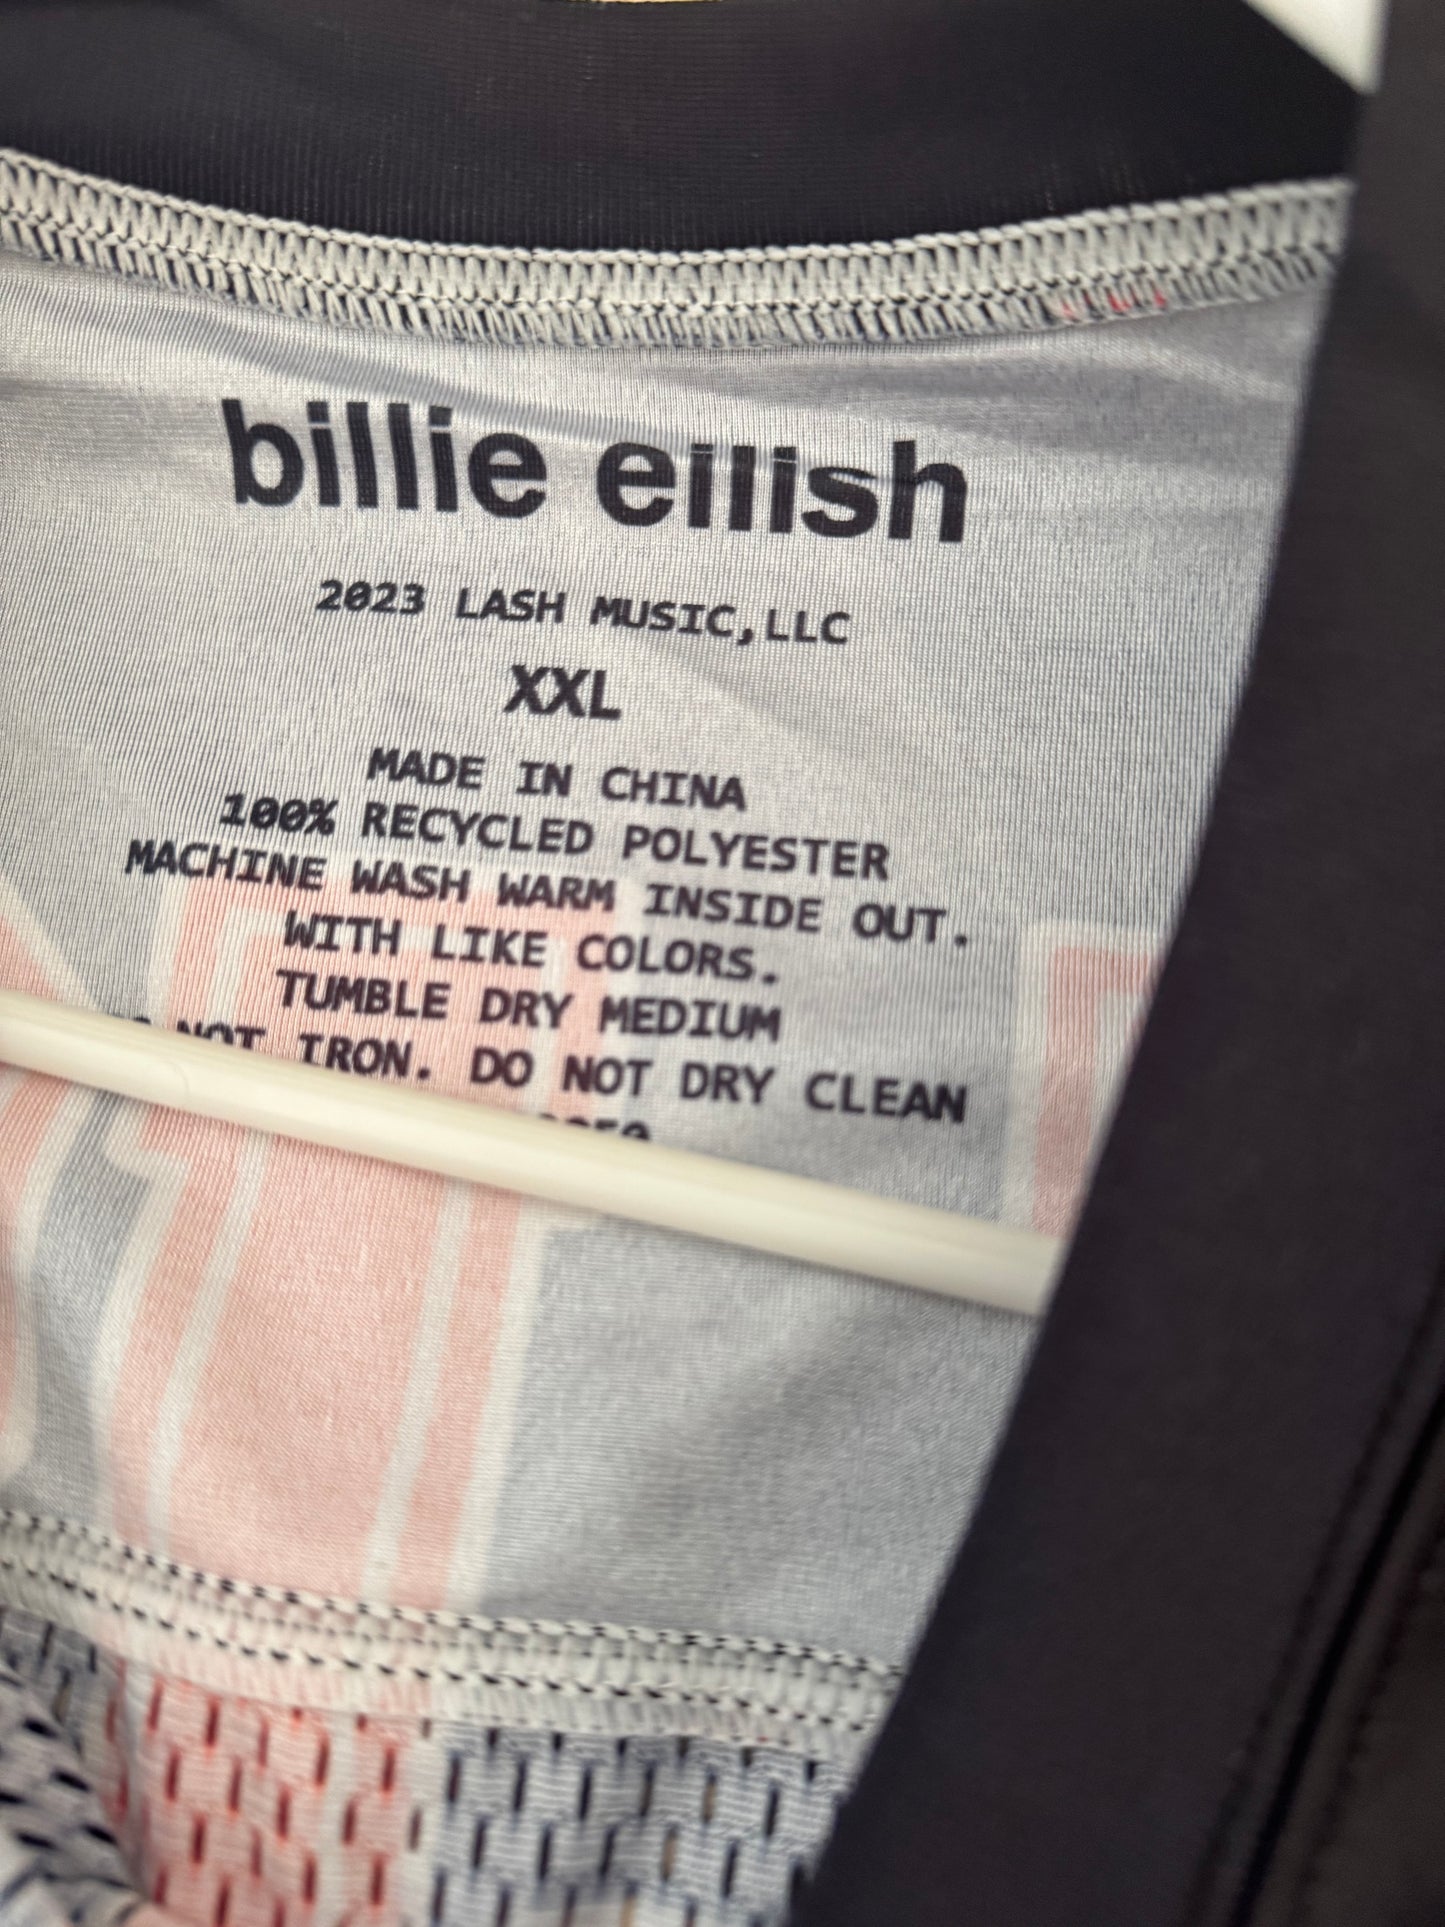 billie eilish
2023 LASH MUSIC,LLC
XXL
MADE IN CHINA
100% RECYCLED POLYESTER
MACHINE WASH WARM INSIDE OUT.
WITH LIKE COLORS.
TUMBLE DRY MEDIUM
NOT IRON. DO NOT DRY CLEAN